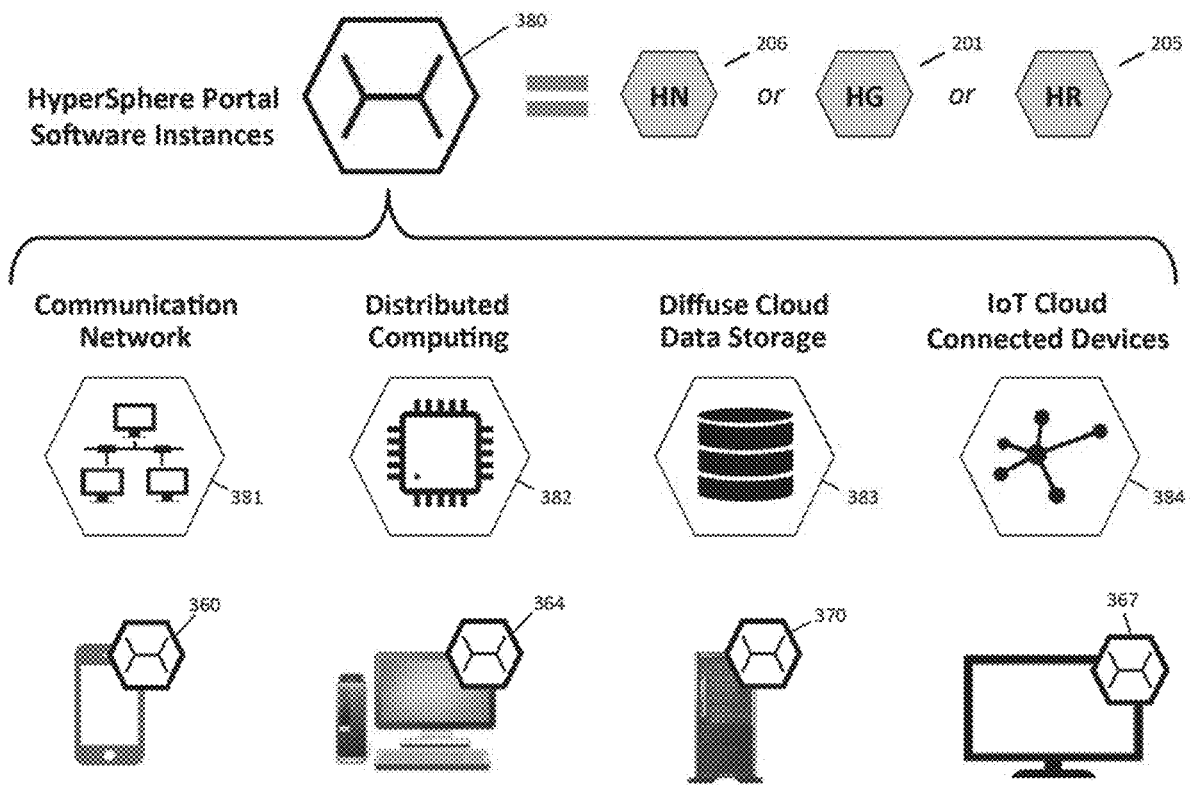 380
206
201
205
HyperSphere Portal
Software Instances
HN or HG or HR
Communication
Network
Distributed
Computing
Diffuse Cloud
Data Storage
IoT Cloud
Connected Devices
381
382
383
384
360
364
370
367